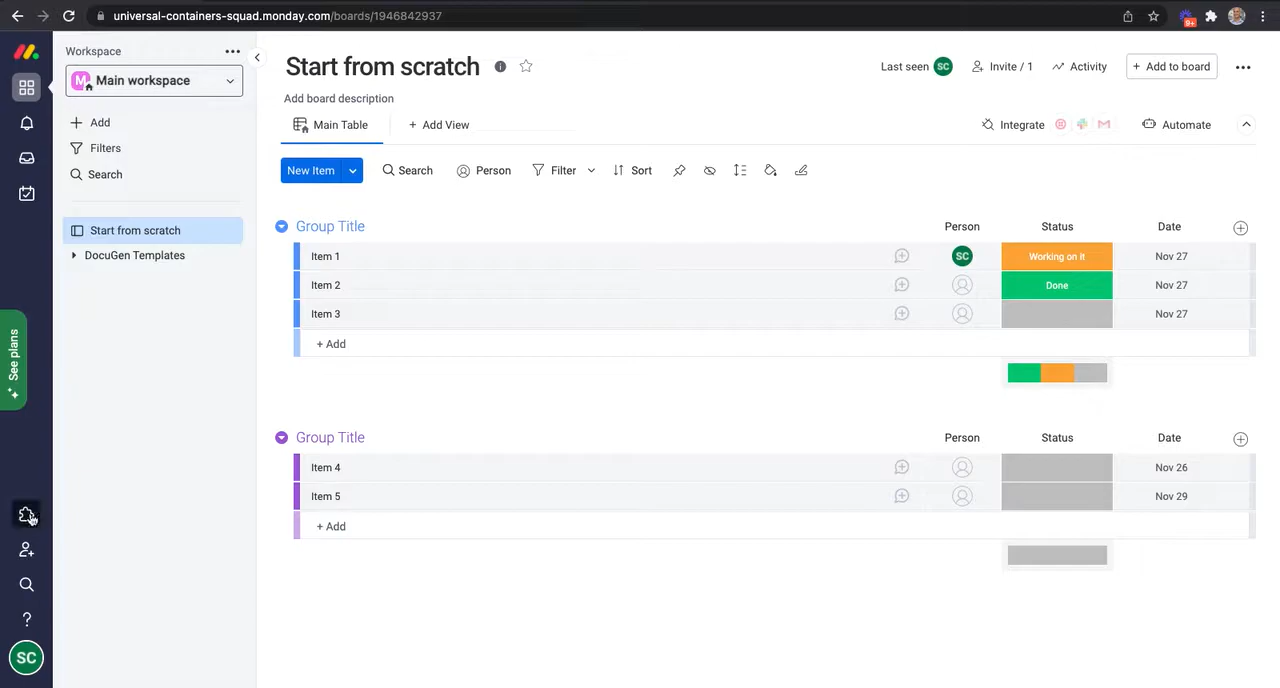 universal-containers-squad.monday.com/boards/1946842937
9+
Workspace
M Main workspace
Add
Filters
Search
Start from scratch
DocuGen Templates
See plans
SC
Start from scratch
Last seen SC
Invite / 1
Activity
+ Add to board
Add board description
Main Table
+ Add View
Integrate
Automate
New Item
Search
Person
Filter
Sort
Group Title
Person
Status
Date
Item 1
SC
Working on it
Nov 27
Item 2
Done
Nov 27
Item 3
Nov 27
+ Add
Group Title
Person
Status
Date
Item 4
Nov 26
Item 5
Nov 29
+ Add